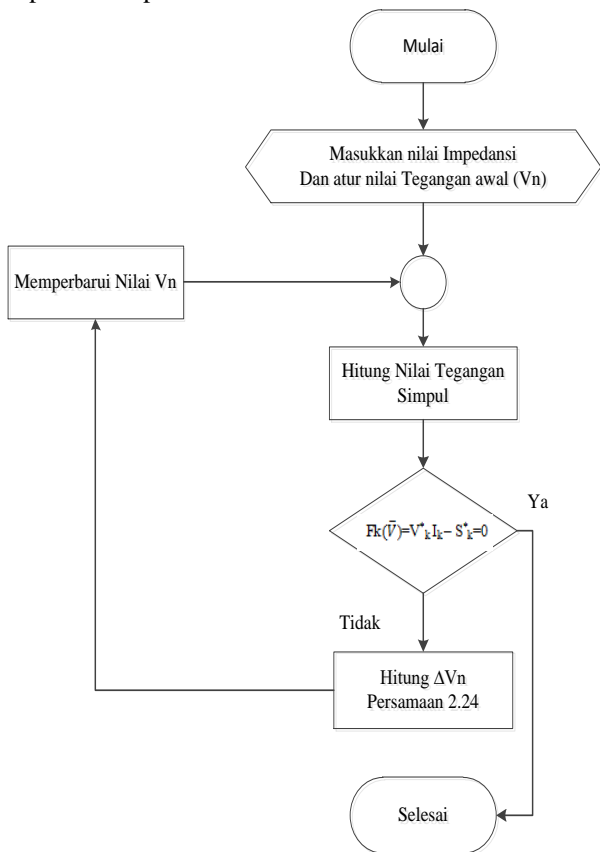 Mulai
Masukkan nilai Impedansi
Dan atur nilai Tegangan awal (Vn)
Memperbarui Nilai Vn
Hitung Nilai Tegangan
Simpul
Ya
Fk(V̄)=V*kIk– S*k=0
Tidak
Hitung ΔVn
Persamaan 2.24
Selesai